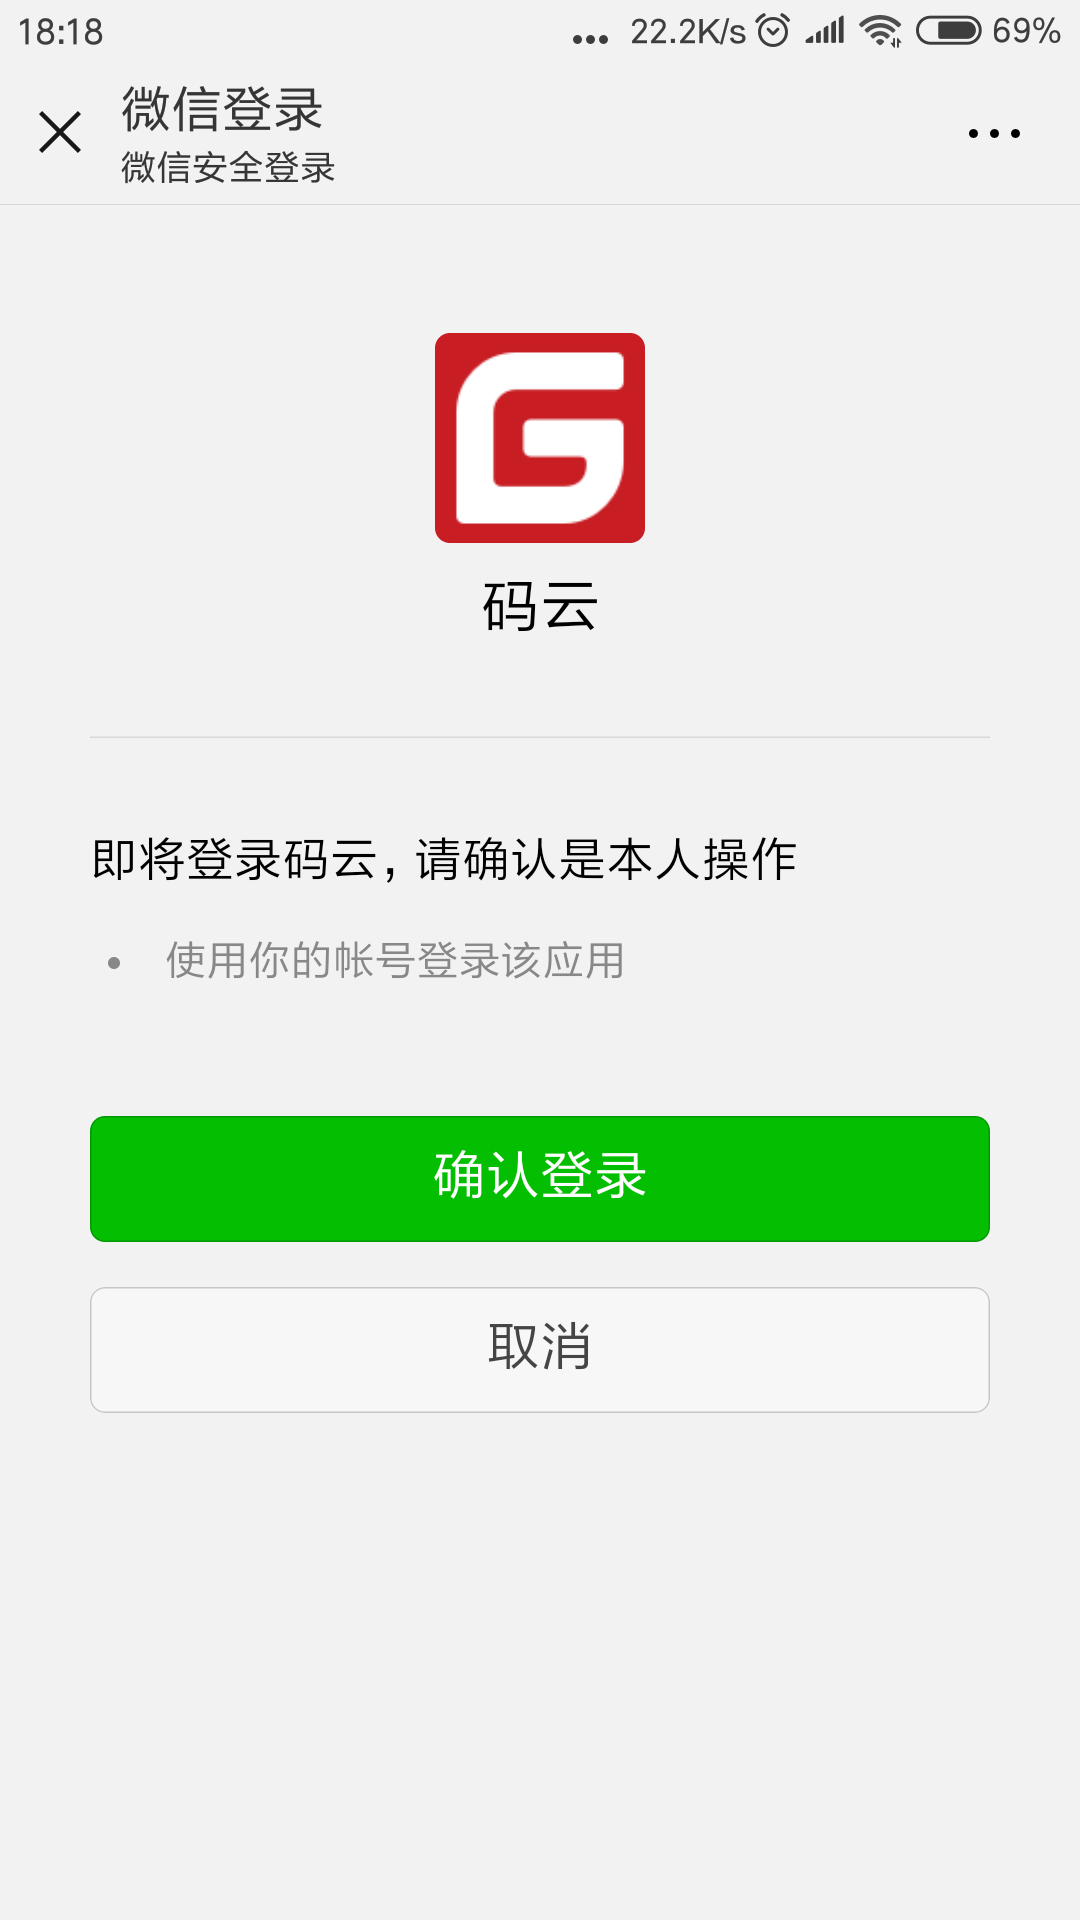 18:18
22.2K/s
69%
微信登录
微信安全登录
码云
即将登录码云，请确认是本人操作
• 使用你的帐号登录该应用
确认登录
取消